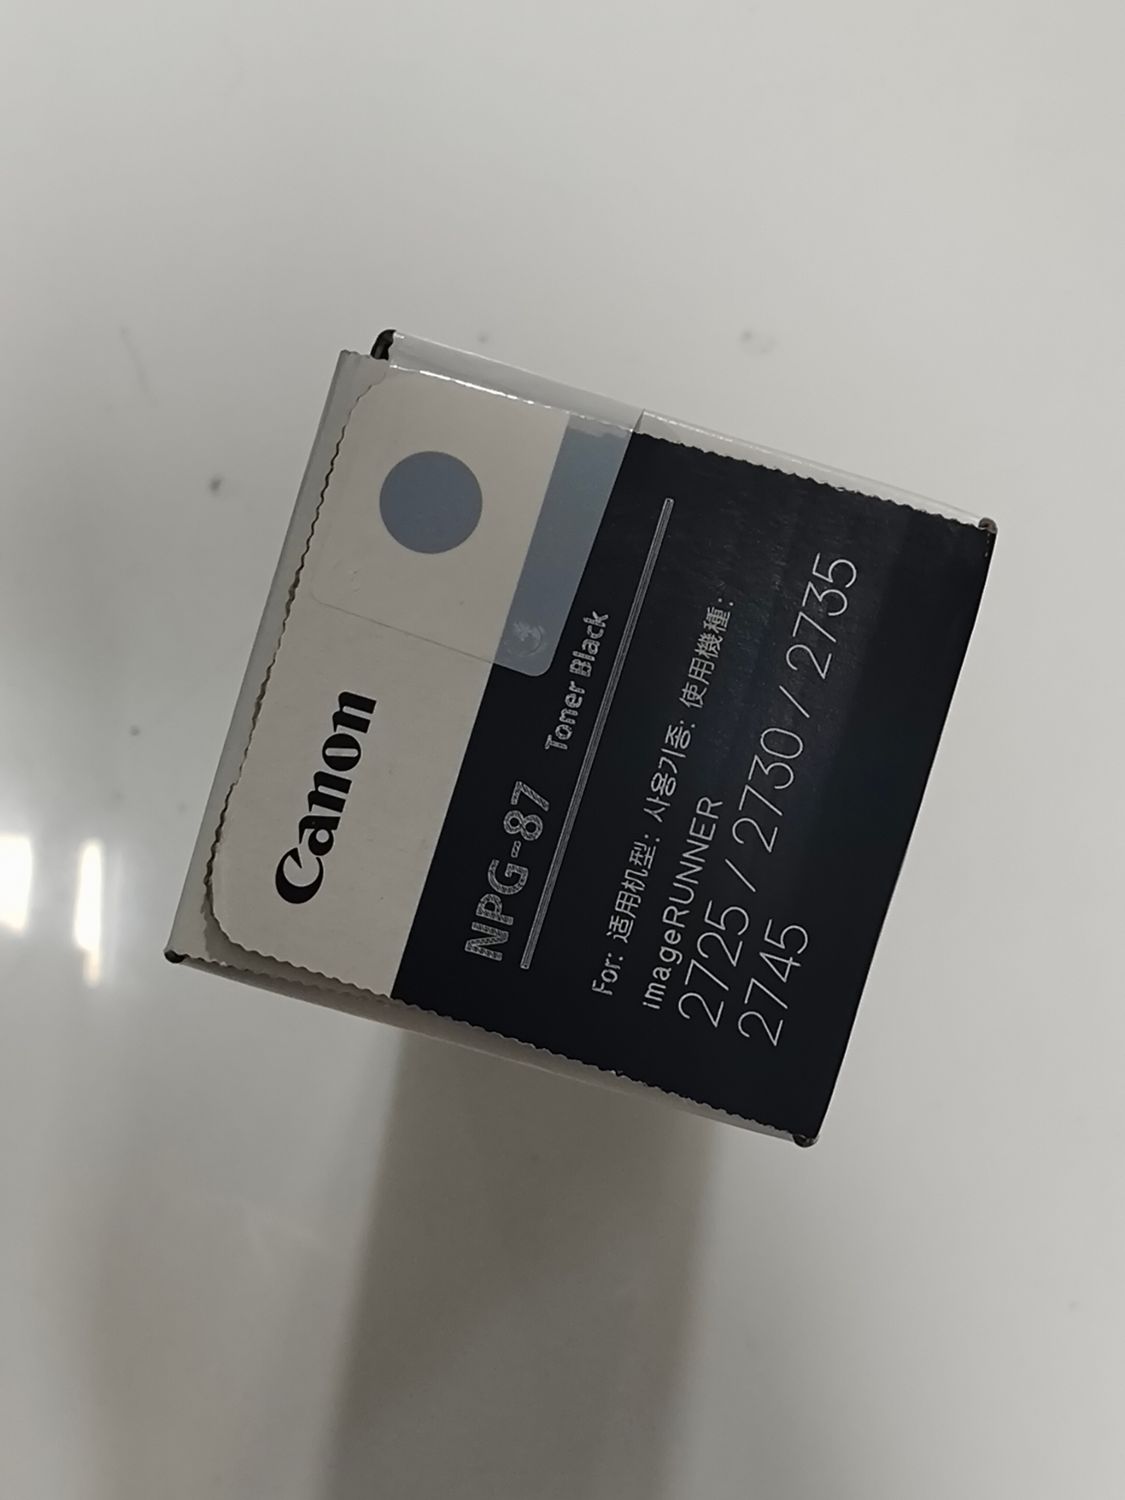 Canon
NPG-87 Toner Black
For: 适用机型: 사용기종: 使用機種:
imageRUNNER
2725 / 2730 / 2735
2745